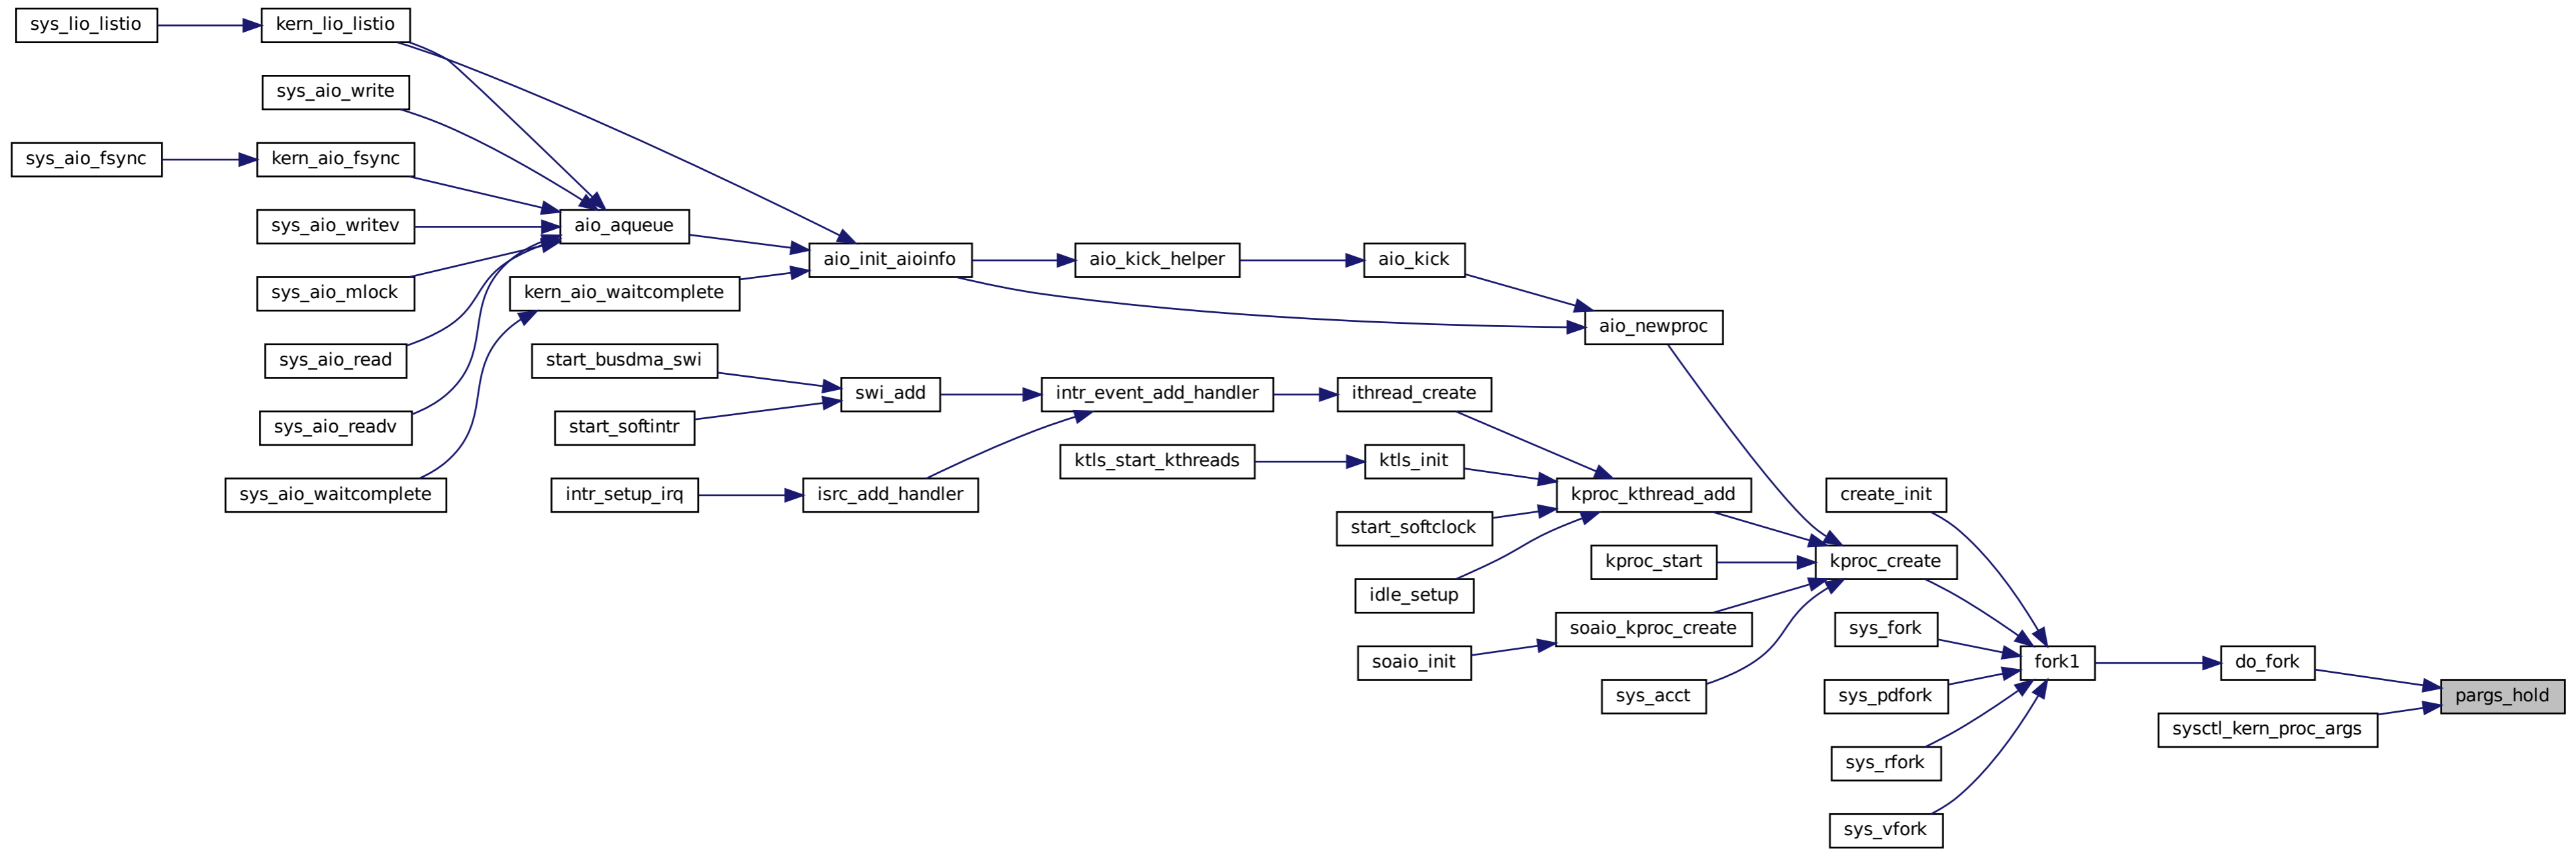 sys_lio_listio
kern_lio_listio
sys_aio_write
sys_aio_fsync
kern_aio_fsync
sys_aio_writev
aio_aqueue
sys_aio_mlock
kern_aio_waitcomplete
aio_init_aioinfo
aio_kick_helper
aio_kick
aio_newproc
sys_aio_read
start_busdma_swi
swi_add
intr_event_add_handler
ithread_create
sys_aio_readv
start_softintr
ktls_start_kthreads
ktls_init
sys_aio_waitcomplete
intr_setup_irq
isrc_add_handler
kproc_kthread_add
create_init
start_softclock
kproc_start
kproc_create
idle_setup
soaio_kproc_create
sys_fork
soaio_init
fork1
do_fork
sys_acct
sys_pdfork
pargs_hold
sysctl_kern_proc_args
sys_rfork
sys_vfork